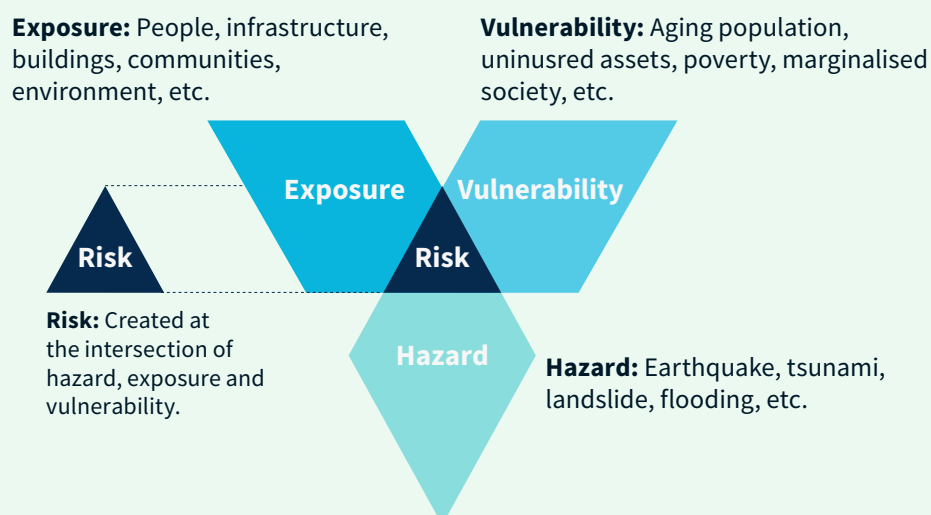 Exposure: People, infrastructure,
buildings, communities,
environment, etc.
Vulnerability: Aging population,
uninusred assets, poverty, marginalised
society, etc.
Exposure
Vulnerability
Risk
Risk
Risk: Created at
the intersection of
hazard, exposure and
vulnerability.
Hazard
Hazard: Earthquake, tsunami,
landslide, flooding, etc.